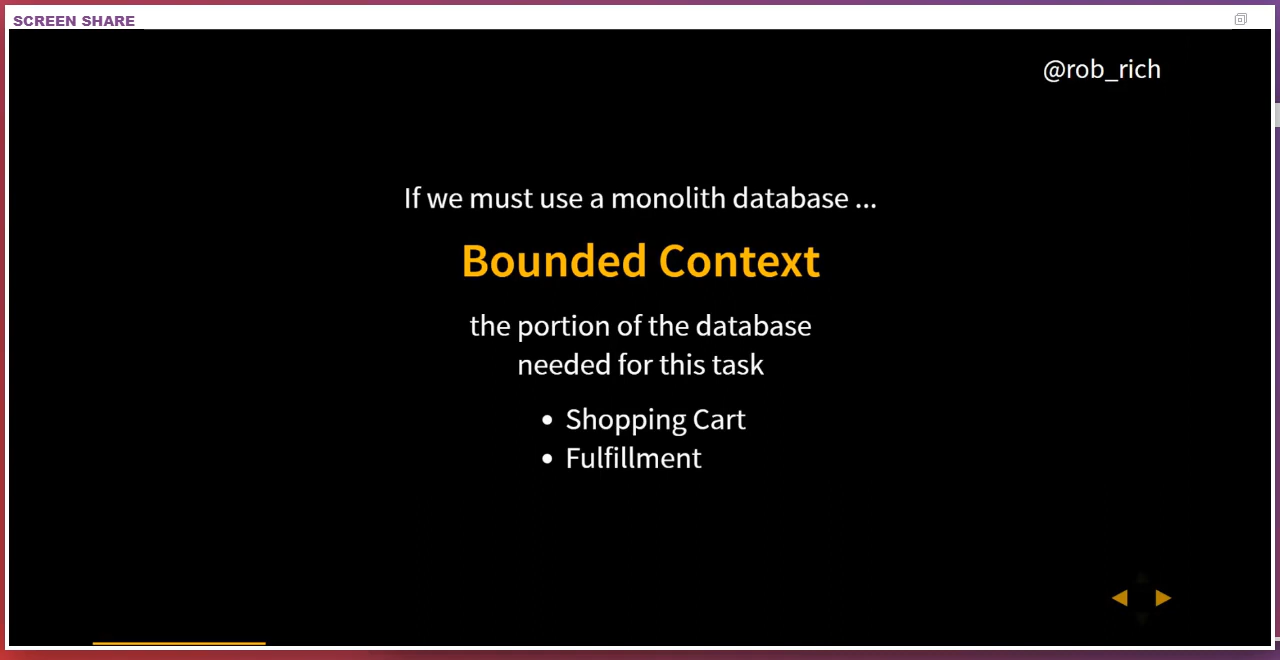 SCREEN SHARE
@rob_rich
If we must use a monolith database ...
Bounded Context
the portion of the database
needed for this task
• Shopping Cart
• Fulfillment